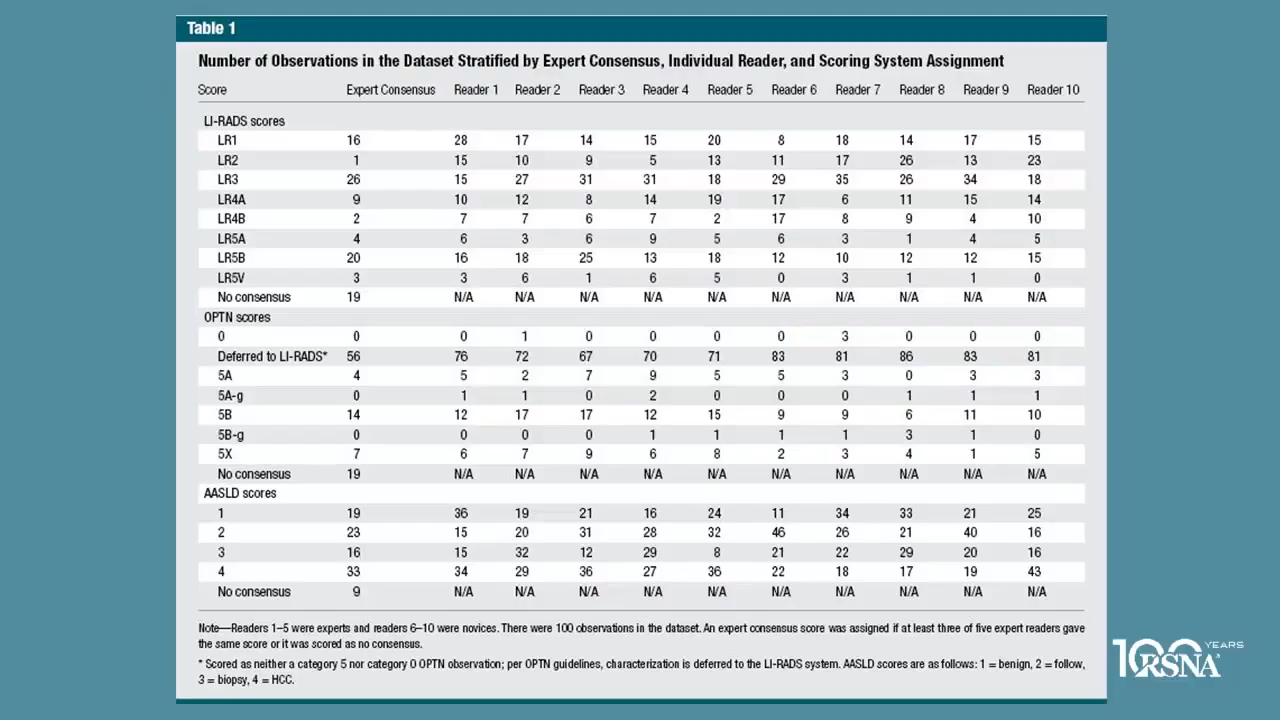 Table 1
Number of Observations in the Dataset Stratified by Expert Consensus, Individual Reader, and Scoring System Assignment
Score Expert Consensus Reader 1 Reader 2 Reader 3 Reader 4 Reader 5 Reader 6 Reader 7 Reader 8 Reader 9 Reader 10
LI-RADS scores
LR1 16 28 17 14 15 20 8 18 14 17 15
LR2 1 15 10 9 5 13 11 17 26 13 23
LR3 26 15 27 31 31 18 29 35 26 34 18
LR4A 9 10 12 8 14 19 17 6 11 15 14
LR4B 2 7 7 6 7 2 17 8 9 4 10
LR5A 4 6 3 6 9 5 6 3 1 4 5
LR5B 20 16 18 25 13 18 12 10 12 12 15
LR5V 3 3 6 1 6 5 0 3 1 1 0
No consensus 19 N/A N/A N/A N/A N/A N/A N/A N/A N/A N/A
OPTN scores
0 0 0 1 0 0 0 0 3 0 0 0
Deferred to LI-RADS* 56 76 72 67 70 71 83 81 86 83 81
5A 4 5 2 7 9 5 5 3 0 3 3
5A-g 0 1 1 0 2 0 0 0 1 1 1
5B 14 12 17 17 12 15 9 9 6 11 10
5B-g 0 0 0 0 1 1 1 1 3 1 0
5X 7 6 7 9 6 8 2 3 4 1 5
No consensus 19 N/A N/A N/A N/A N/A N/A N/A N/A N/A N/A
AASLD scores
1 19 36 19 21 16 24 11 34 33 21 25
2 23 15 20 31 28 32 46 26 21 40 16
3 16 15 32 12 29 8 21 22 29 20 16
4 33 34 29 36 27 36 22 18 17 19 43
No consensus 9 N/A N/A N/A N/A N/A N/A N/A N/A N/A N/A
Note—Readers 1–5 were experts and readers 6–10 were novices. There were 100 observations in the dataset. An expert consensus score was assigned if at least three of five expert readers gave
the same score or it was scored as no consensus.
* Scored as neither a category 5 nor category 0 OPTN observation; per OPTN guidelines, characterization is deferred to the LI-RADS system. AASLD scores are as follows: 1 = benign, 2 = follow,
3 = biopsy, 4 = HCC.
100 YEARS
RSNA